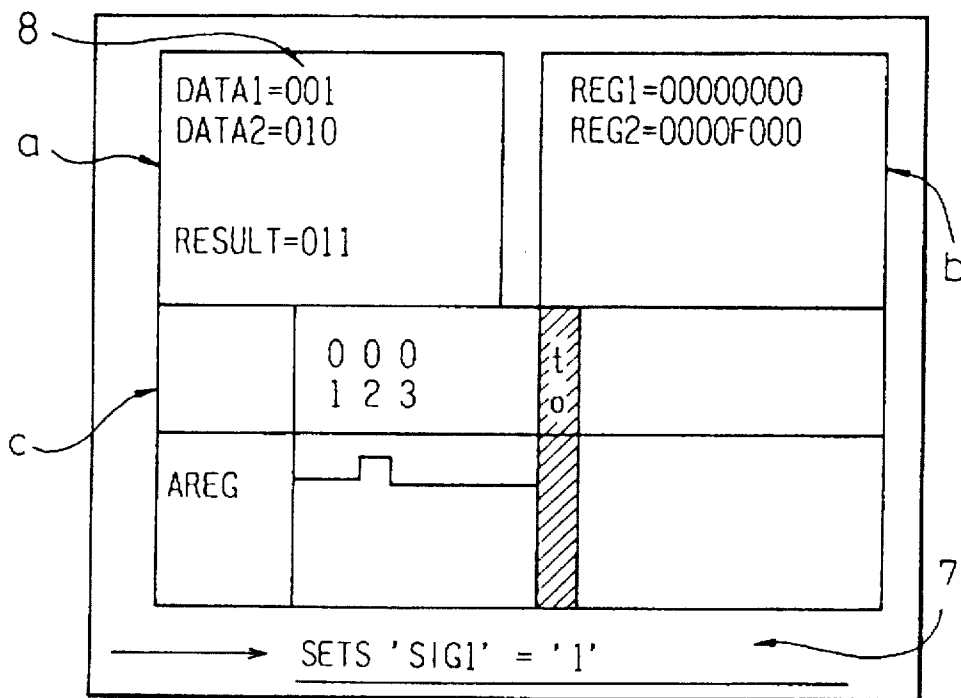 8
DATA1=001
DATA2=010
a
RESULT=011
REG1=00000000
REG2=0000F000
b
c
0 0 0
1 2 3
t
o
AREG
7
SETS 'SIG1' = '1'